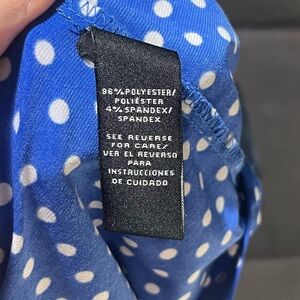 96%POLYESTER/
POLIÉSTER
4%SPANDEX/
SPANDEX
SEE REVERSE
FOR CARE/
VER EL REVERSO
PARA
INSTRUCCIONES
DE CUIDADO